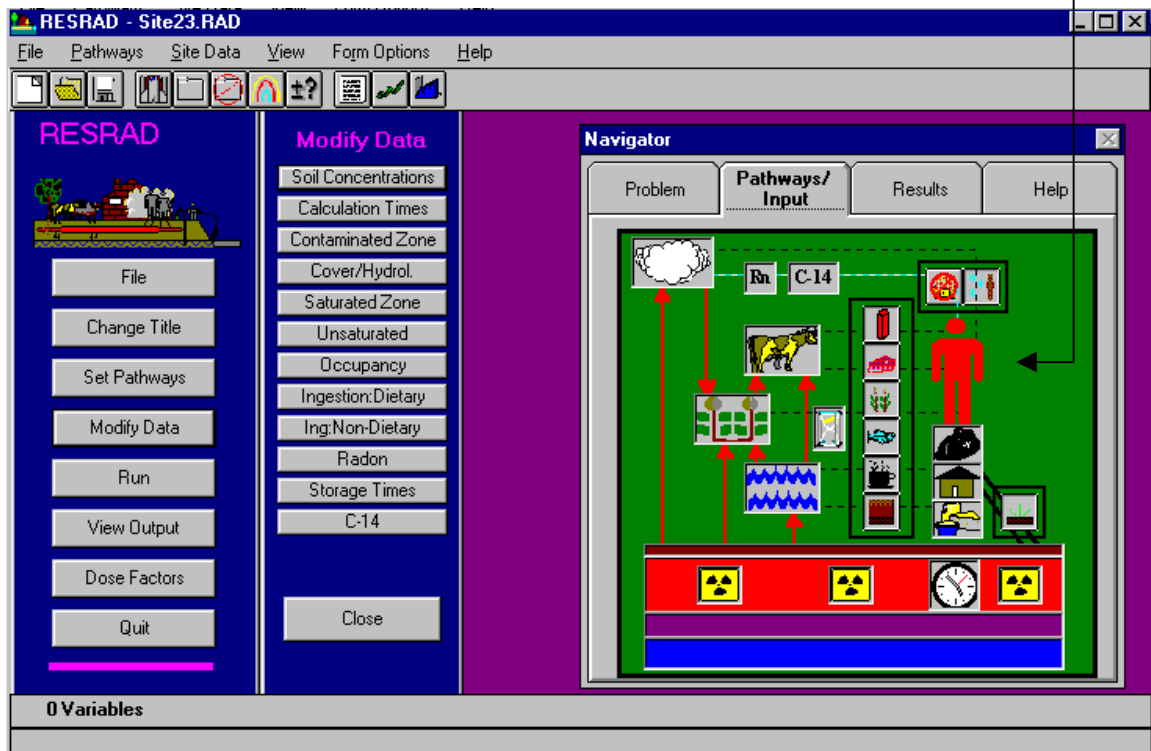 RESRAD - Site23.RAD
File Pathways Site Data View Form Options Help
±?
RESRAD
File
Change Title
Set Pathways
Modify Data
Run
View Output
Dose Factors
Quit
Modify Data
Soil Concentrations
Calculation Times
Contaminated Zone
Cover/Hydrol.
Saturated Zone
Unsaturated
Occupancy
Ingestion:Dietary
Ing:Non-Dietary
Radon
Storage Times
C-14
Close
Navigator
Problem
Pathways/
Input
Results
Help
Rn C-14
0 Variables